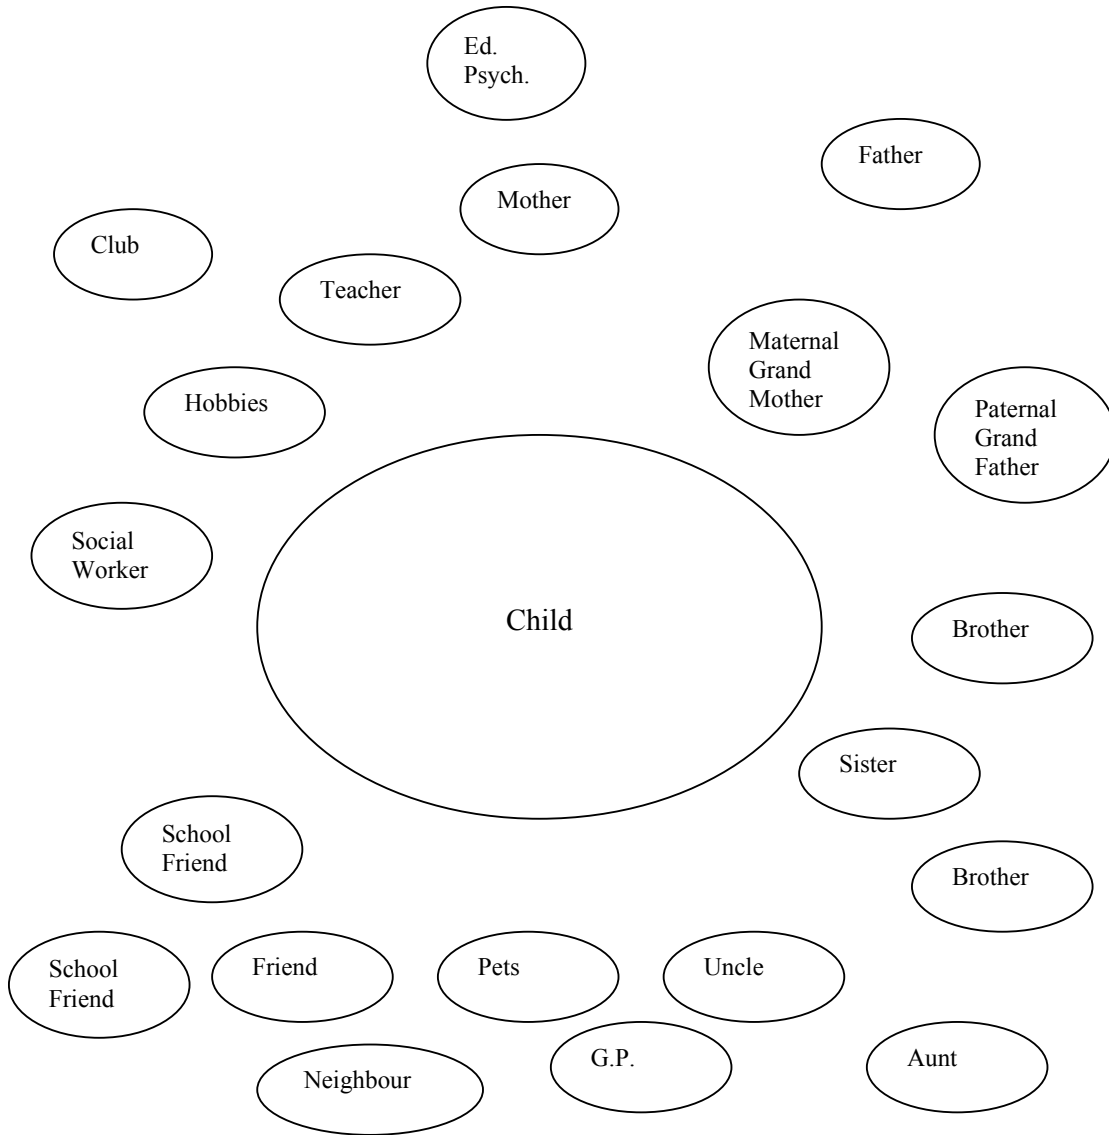 Ed.
Psych.
Father
Mother
Club
Teacher
Maternal
Grand
Mother
Hobbies
Paternal
Grand
Father
Social
Worker
Child
Brother
Sister
School
Friend
Brother
School
Friend
Friend
Pets
Uncle
G.P.
Aunt
Neighbour